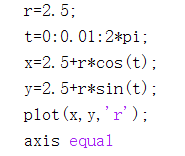 r=2.5;
t=0:0.01:2*pi;
x=2.5+r*cos(t);
y=2.5+r*sin(t);
plot(x,y,'r');
axis equal